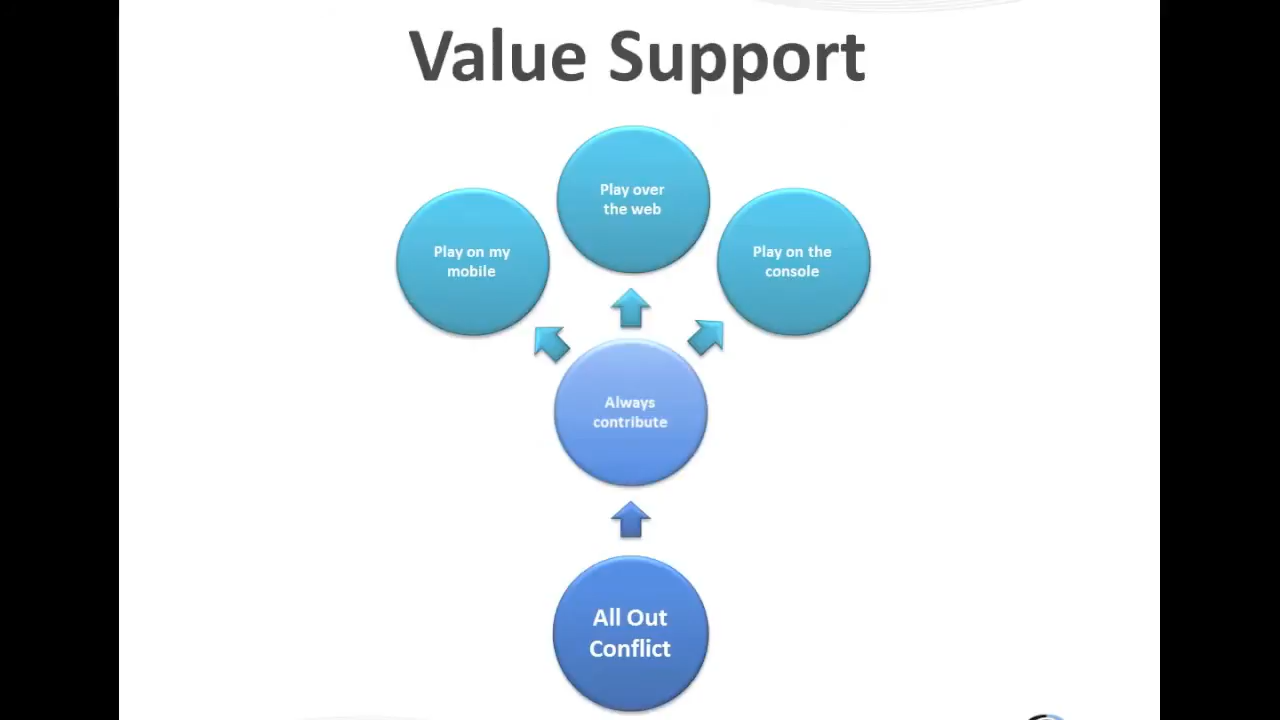 Value Support
Play over
the web
Play on my
mobile
Play on the
console
Always
contribute
All Out
Conflict